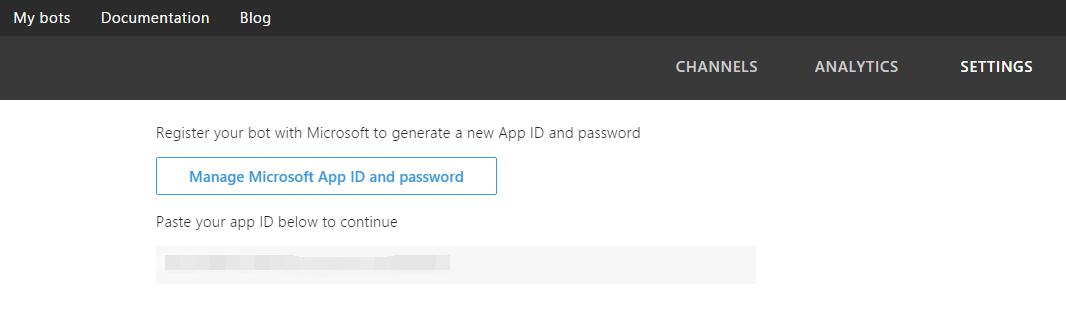 My bots Documentation Blog
CHANNELS ANALYTICS SETTINGS
Register your bot with Microsoft to generate a new App ID and password
Manage Microsoft App ID and password
Paste your app ID below to continue